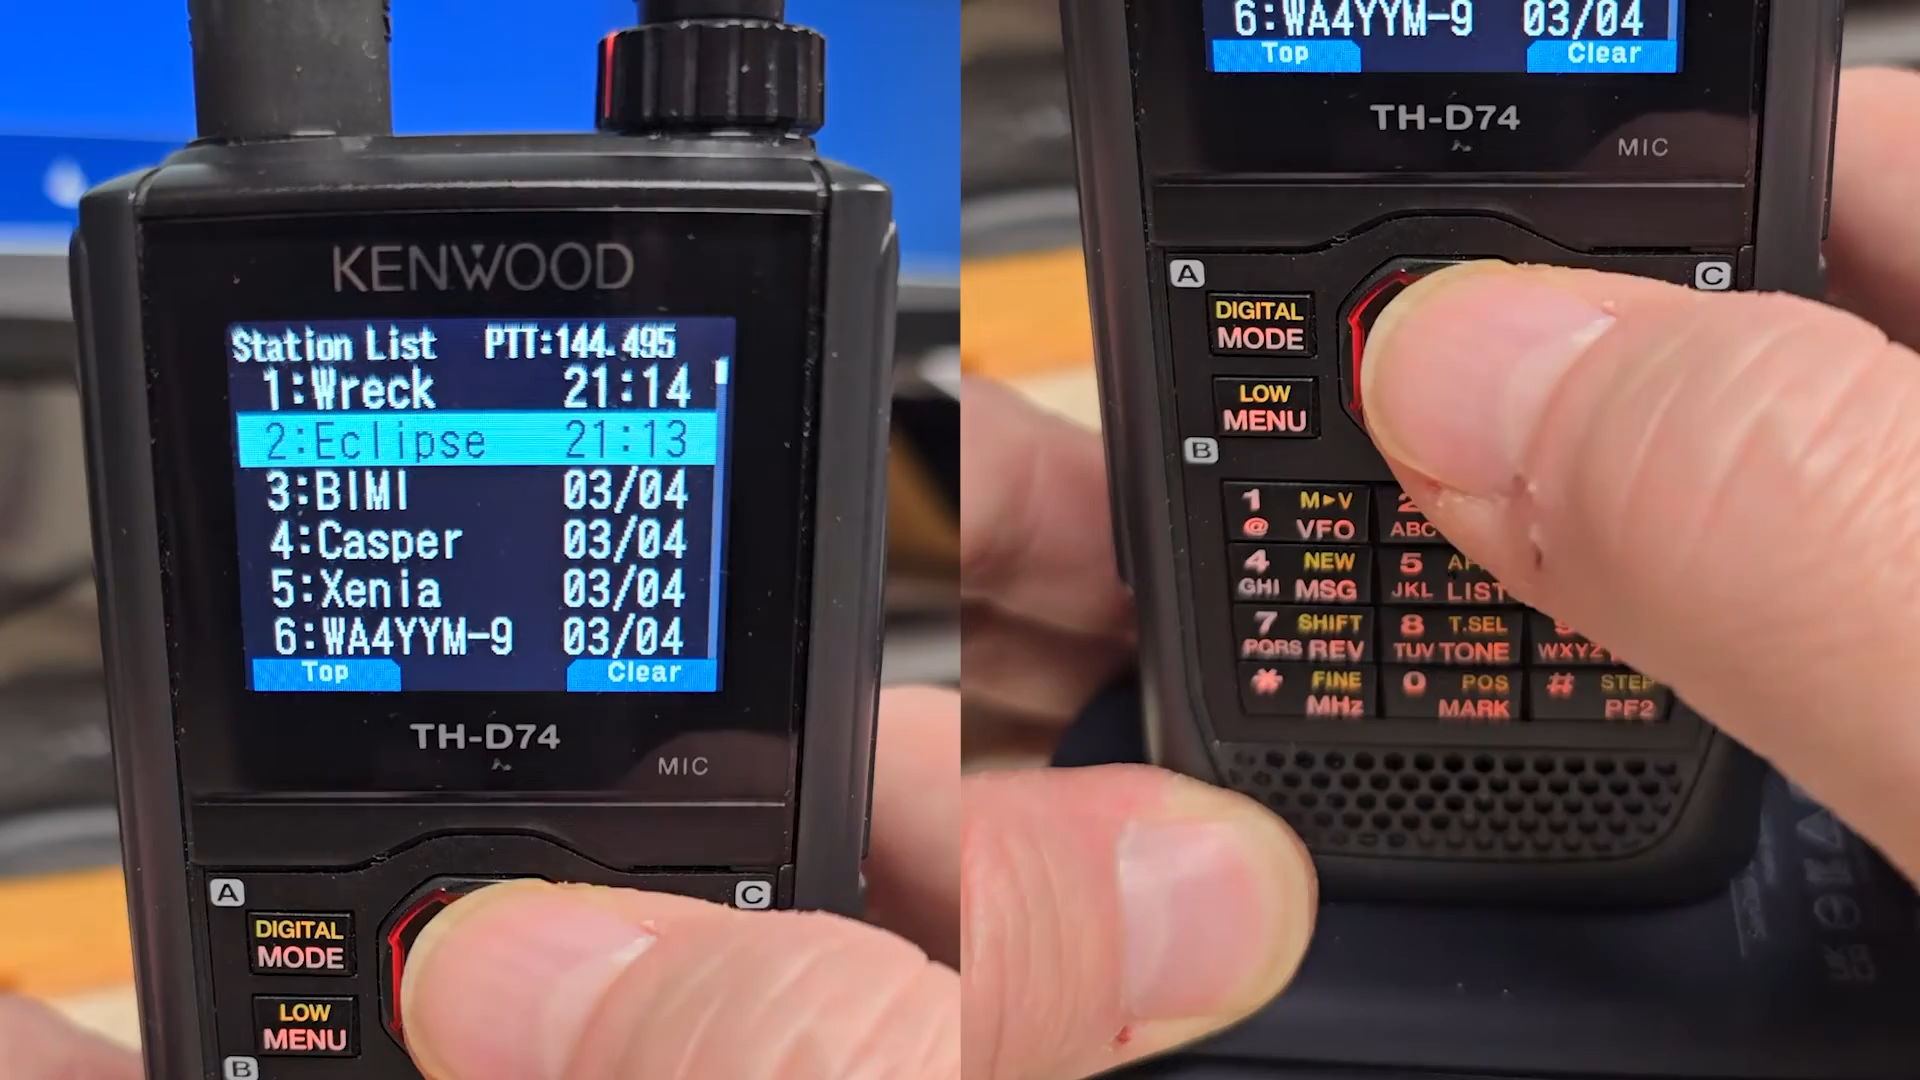 KENWOOD
Station List PTT:144.495
1:Wreck 21:14
2:Eclipse 21:13
3:BIMI 03/04
4:Casper 03/04
5:Xenia 03/04
6:WA4YYM-9 03/04
Top Clear
TH-D74
MIC
A C
DIGITAL
MODE
LOW
MENU
B
6:WA4YYM-9 03/04
Top Clear
TH-D74
MIC
A C
DIGITAL
MODE
LOW
MENU
B
1 M►V 2
@ VFO ABC
4 NEW 5
GHI MSG JKL LIST
7 SHIFT 8 T.SEL
PQRS REV TUV TONE WXYZ
* FINE 0 POS # STEP
MHz MARK PF2